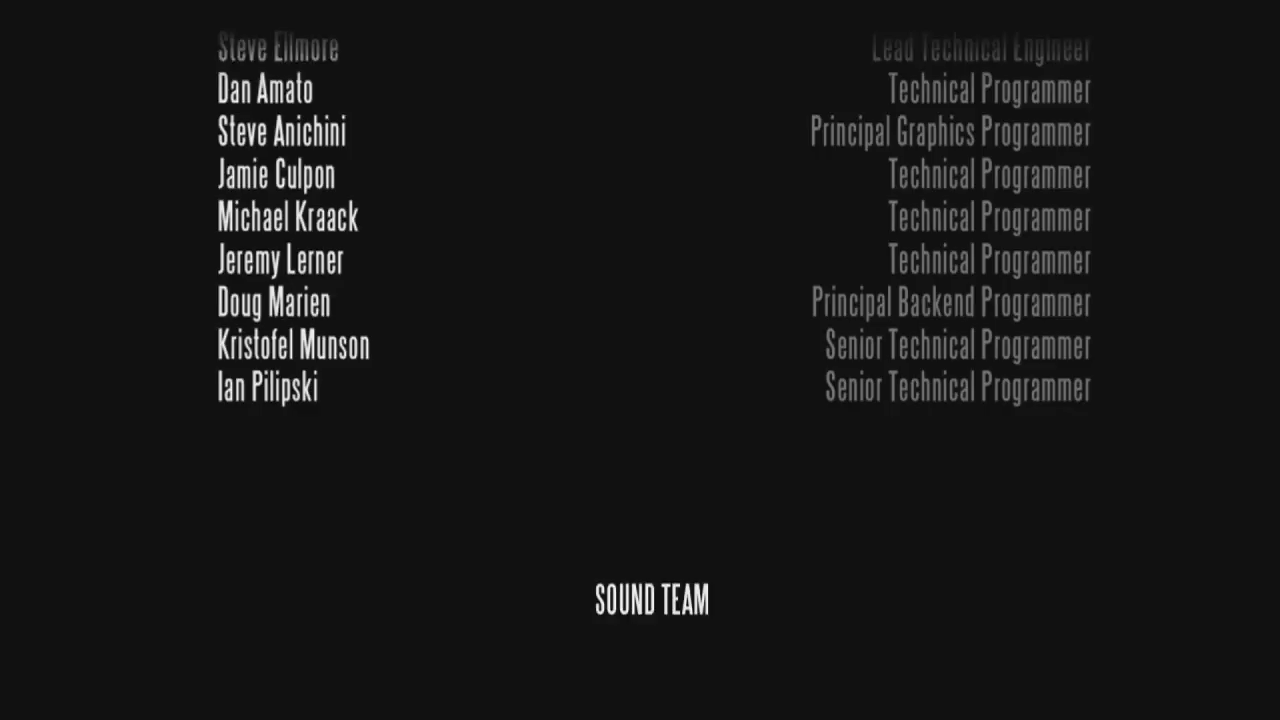 Steve Ellmore Lead Technical Engineer
Dan Amato Technical Programmer
Steve Anichini Principal Graphics Programmer
Jamie Culpon Technical Programmer
Michael Kraack Technical Programmer
Jeremy Lerner Technical Programmer
Doug Marien Principal Backend Programmer
Kristofel Munson Senior Technical Programmer
Ian Pilipski Senior Technical Programmer
SOUND TEAM